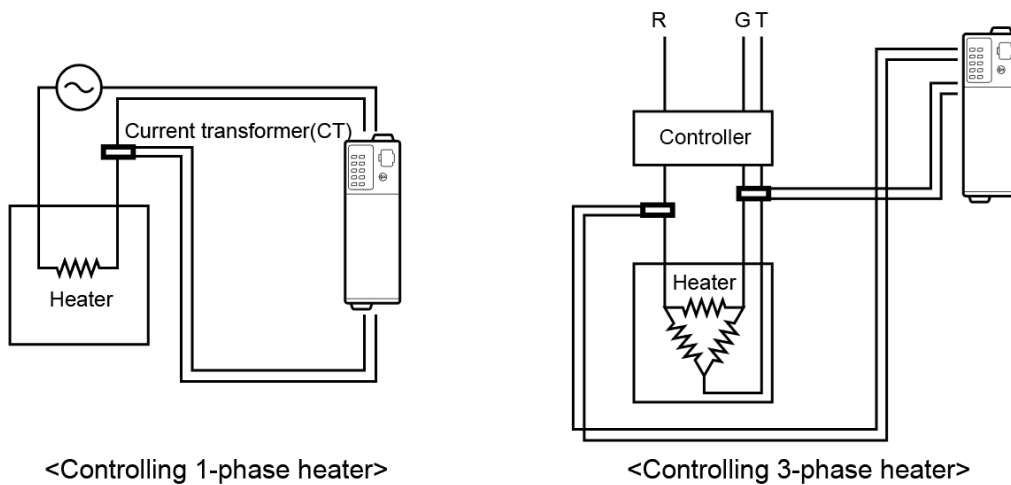 Current transformer(CT)
Heater
<Controlling 1-phase heater>
R G T
Controller
Heater
<Controlling 3-phase heater>